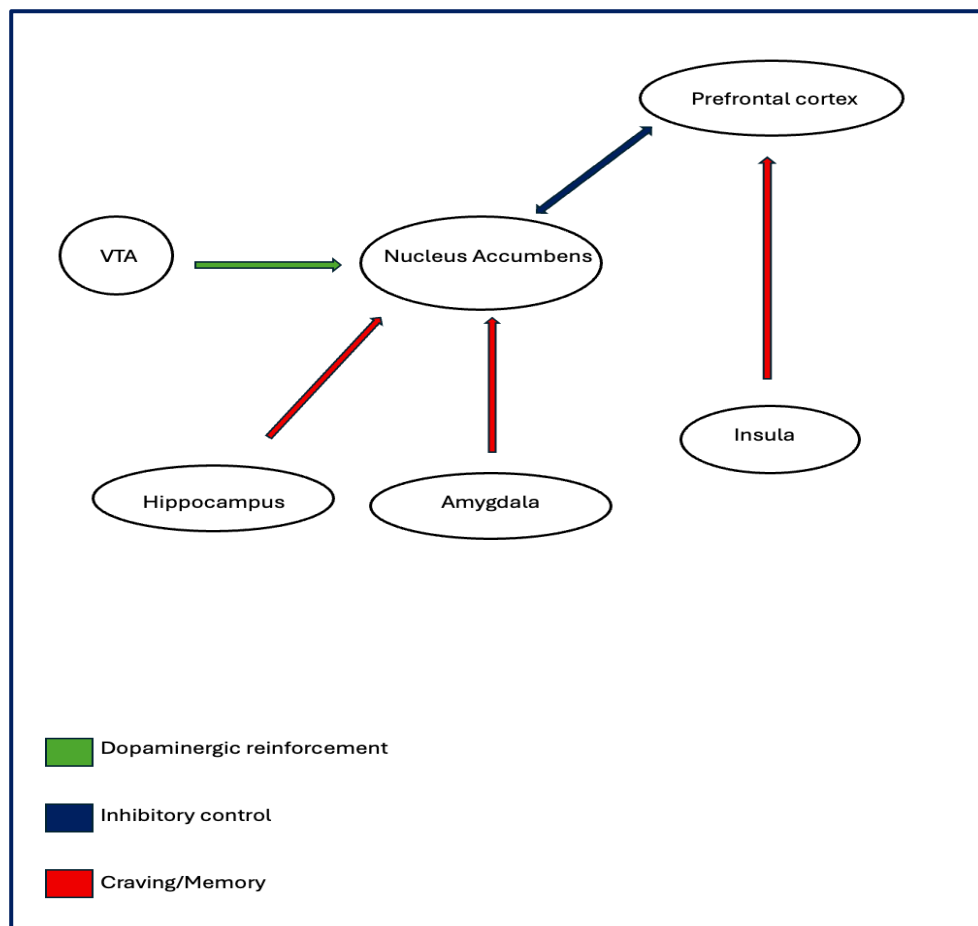 Prefrontal cortex
VTA
Nucleus Accumbens
Insula
Hippocampus
Amygdala
Dopaminergic reinforcement
Inhibitory control
Craving/Memory